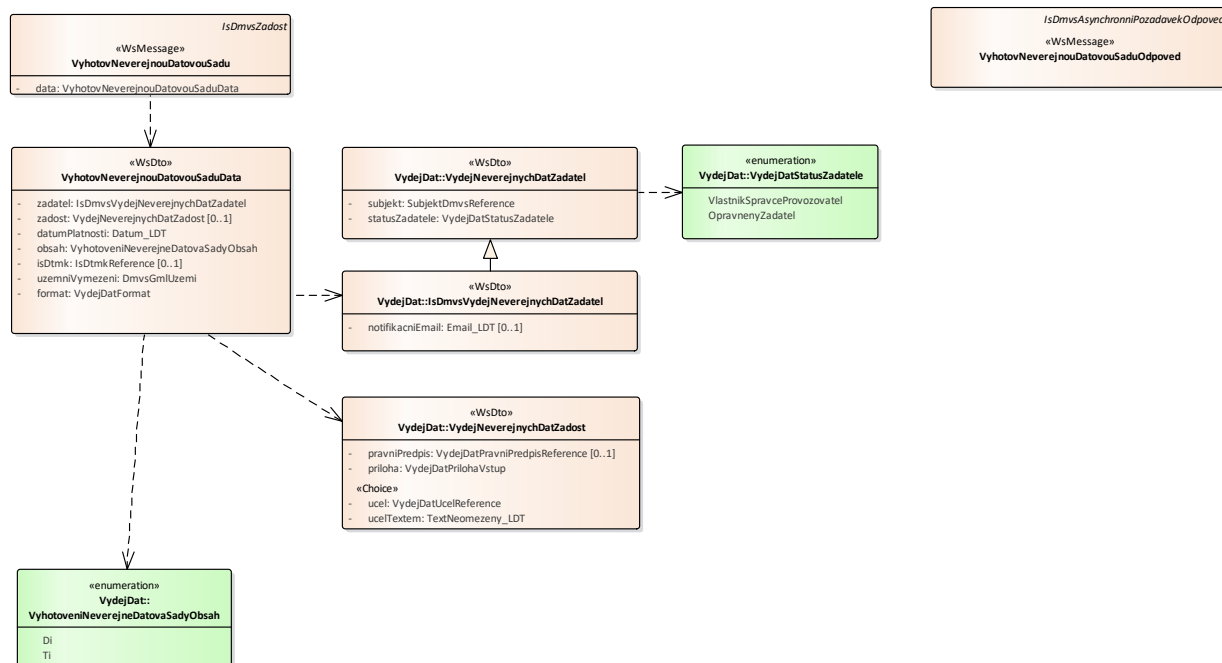 IsDmvsZadost
«WsMessage»
VyhotovNeverejnouDatovouSadu
- data: VyhotovNeverejnouDatovouSaduData
IsDmvsAsynchronniPozadavekOdpoved
«WsMessage»
VyhotovNeverejnouDatovouSaduOdpoved
«WsDto»
VyhotovNeverejnouDatovouSaduData
- zadatel: IsDmvsVydejNeverejnychDatZadatel
- zadost: VydejNeverejnychDatZadost [0..1]
- datumPlatnosti: Datum_LDT
- obsah: VyhotoveniNeverejneDatovaSadyObsah
- isDtmk: IsDtmkReference [0..1]
- uzemniVymezeni: DmvsGmlUzemi
- format: VydejDatFormat
«WsDto»
VydejDat::VydejNeverejnychDatZadatel
- subjekt: SubjektDmvsReference
- statusZadatele: VydejDatStatusZadatele
«enumeration»
VydejDat::VydejDatStatusZadatele
VlastnikSpravceProvozovatel
OpravnenyZadatel
«WsDto»
VydejDat::IsDmvsVydejNeverejnychDatZadatel
- notifikacniEmail: Email_LDT [0..1]
«WsDto»
VydejDat::VydejNeverejnychDatZadost
- pravniPredpis: VydejDatPravniPredpisReference [0..1]
- priloha: VydejDatPrilohaVstup
«Choice»
- ucel: VydejDatUcelReference
- ucelTextem: TextNeomezeny_LDT
«enumeration»
VydejDat::
VyhotoveniNeverejneDatovaSadyObsah
Di
Ti